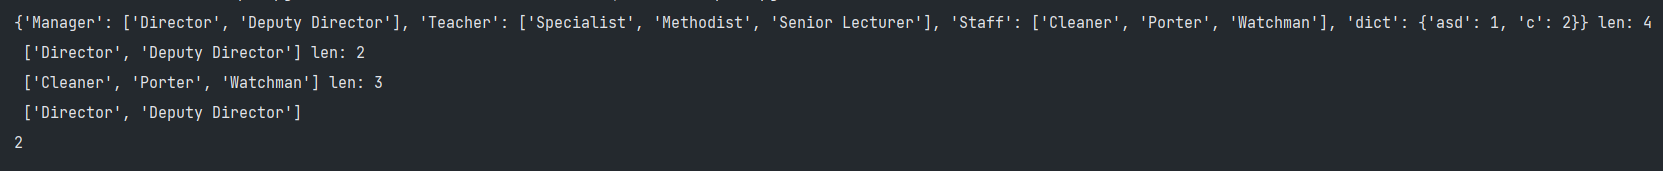 {'Manager': ['Director', 'Deputy Director'], 'Teacher': ['Specialist', 'Methodist', 'Senior Lecturer'], 'Staff': ['Cleaner', 'Porter', 'Watchman'], 'dict': {'asd': 1, 'c': 2}} len: 4
['Director', 'Deputy Director'] len: 2
['Cleaner', 'Porter', 'Watchman'] len: 3
['Director', 'Deputy Director']
2